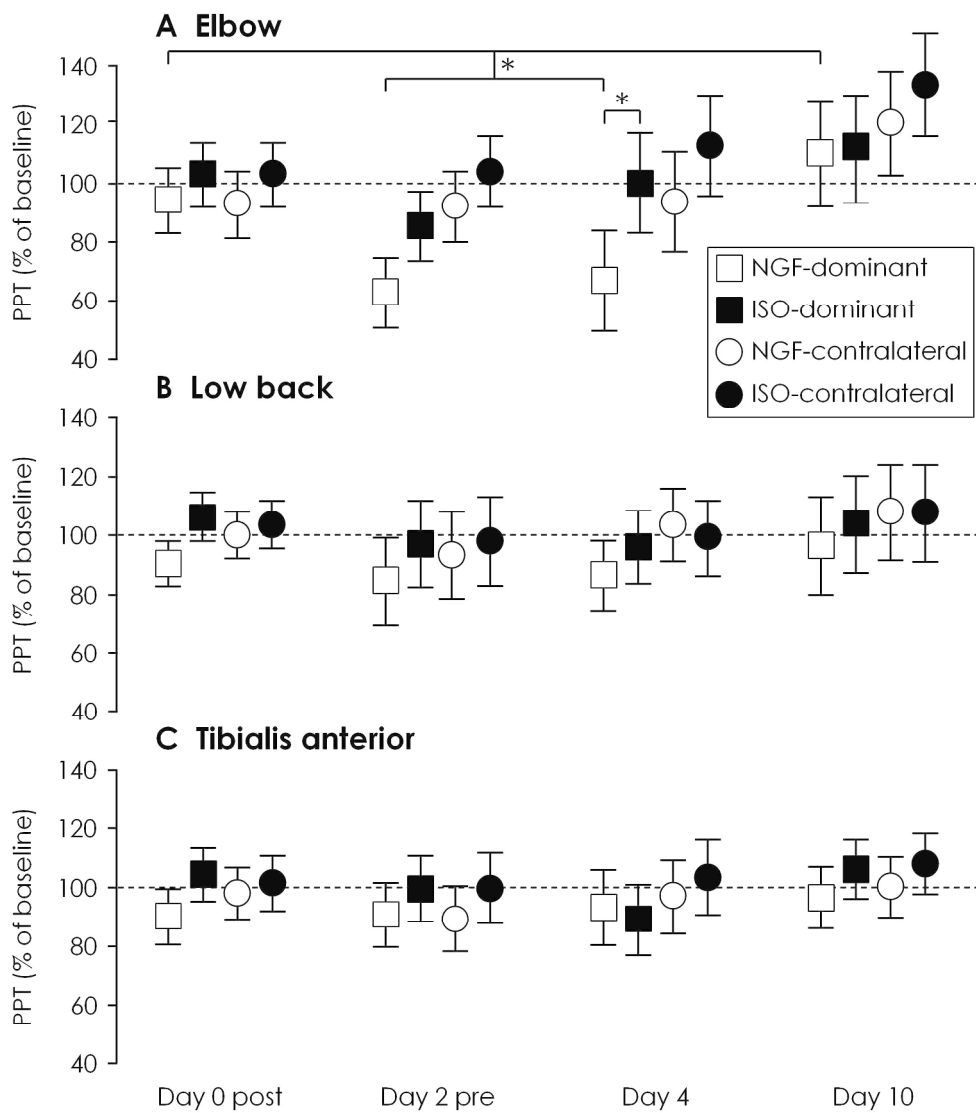 A Elbow
PPT (% of baseline)
140
120
100
80
60
40
*
*
NGF-dominant
ISO-dominant
NGF-contralateral
ISO-contralateral
B Low back
PPT (% of baseline)
140
120
100
80
60
40
C Tibialis anterior
PPT (% of baseline)
140
120
100
80
60
40
Day 0 post Day 2 pre Day 4 Day 10